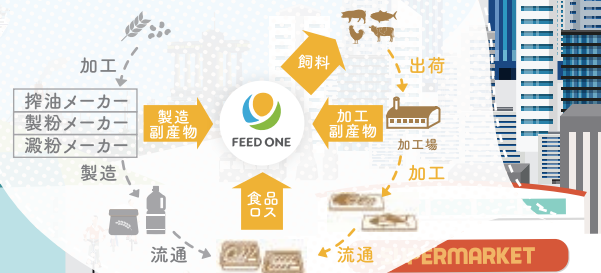 加工
搾油メーカー
製粉メーカー
澱粉メーカー
製造
流通
製造
副産物
FEED ONE
飼料
出荷
加工
副産物
加工場
加工
食品
ロス
流通
PERMARKET